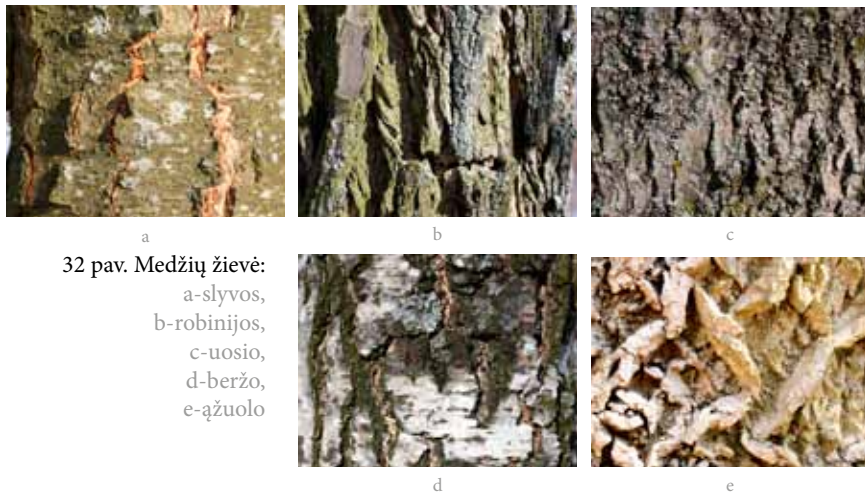 a
b
c
32 pav. Medžių žievė:
a-slyvos,
b-robinijos,
c-uosio,
d-beržo,
e-ąžuolo
d
e